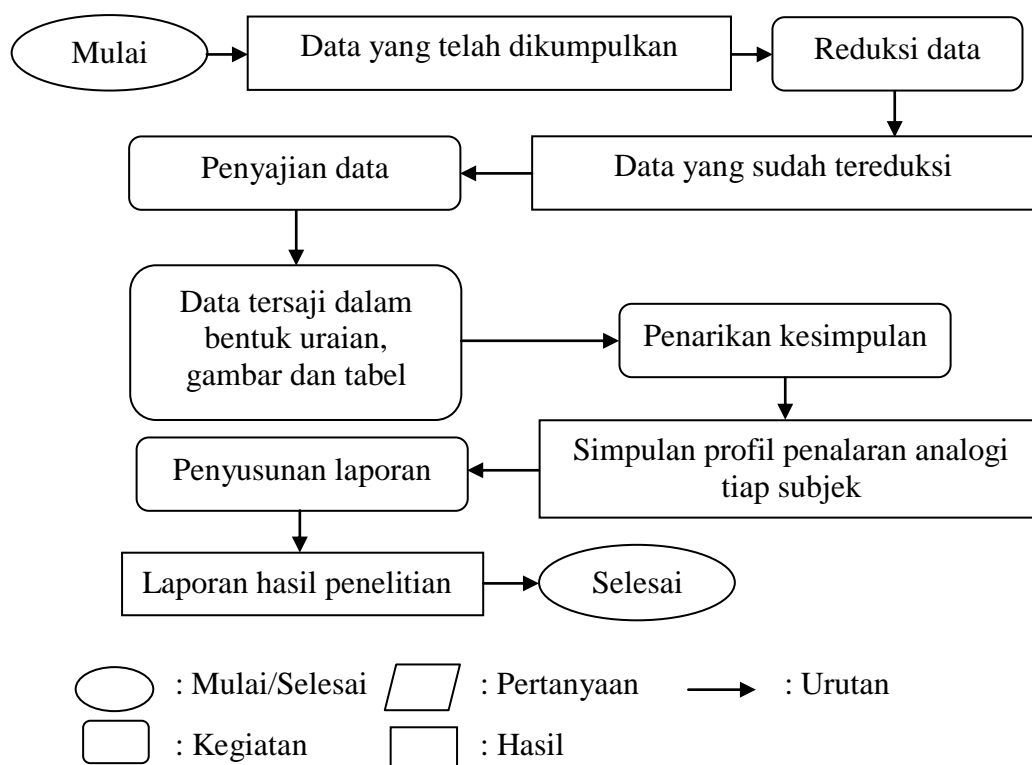 Mulai
Data yang telah dikumpulkan
Reduksi data
Data yang sudah tereduksi
Penyajian data
Data tersaji dalam
bentuk uraian,
gambar dan tabel
Penarikan kesimpulan
Simpulan profil penalaran analogi
tiap subjek
Penyusunan laporan
Laporan hasil penelitian
Selesai
: Mulai/Selesai
: Pertanyaan
: Urutan
: Kegiatan
: Hasil